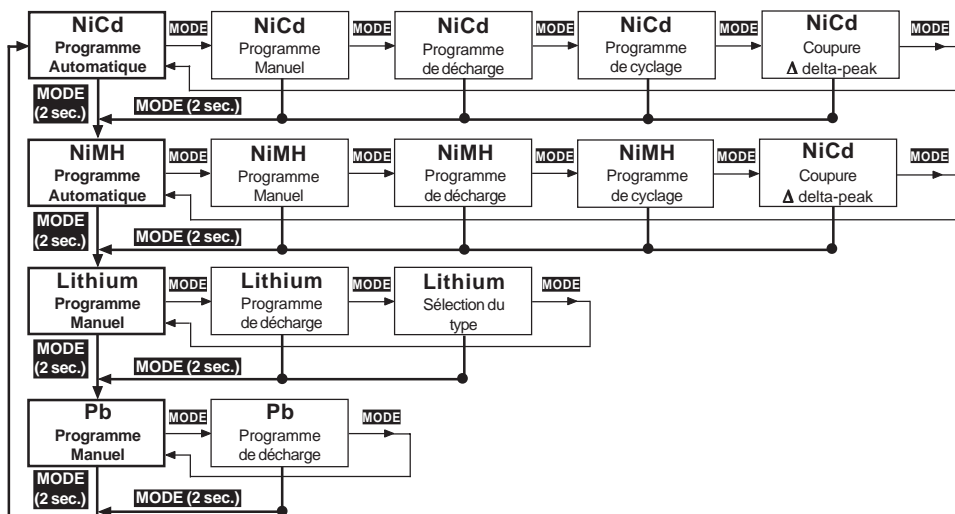 NiCd
Programme
Automatique
MODE
NiCd
Programme
Manuel
MODE
NiCd
Programme
de décharge
MODE
NiCd
Programme
de cyclage
MODE
NiCd
Coupure
Δ delta-peak
MODE
MODE
(2 sec.)
MODE (2 sec.)
NiMH
Programme
Automatique
MODE
NiMH
Programme
Manuel
MODE
NiMH
Programme
de décharge
MODE
NiMH
Programme
de cyclage
MODE
NiCd
Coupure
Δ delta-peak
MODE
MODE
(2 sec.)
MODE (2 sec.)
Lithium
Programme
Manuel
MODE
Lithium
Programme
de décharge
MODE
Lithium
Sélection du
type
MODE
MODE
(2 sec.)
MODE (2 sec.)
Pb
Programme
Manuel
MODE
Pb
Programme
de décharge
MODE
MODE
(2 sec.)
MODE (2 sec.)